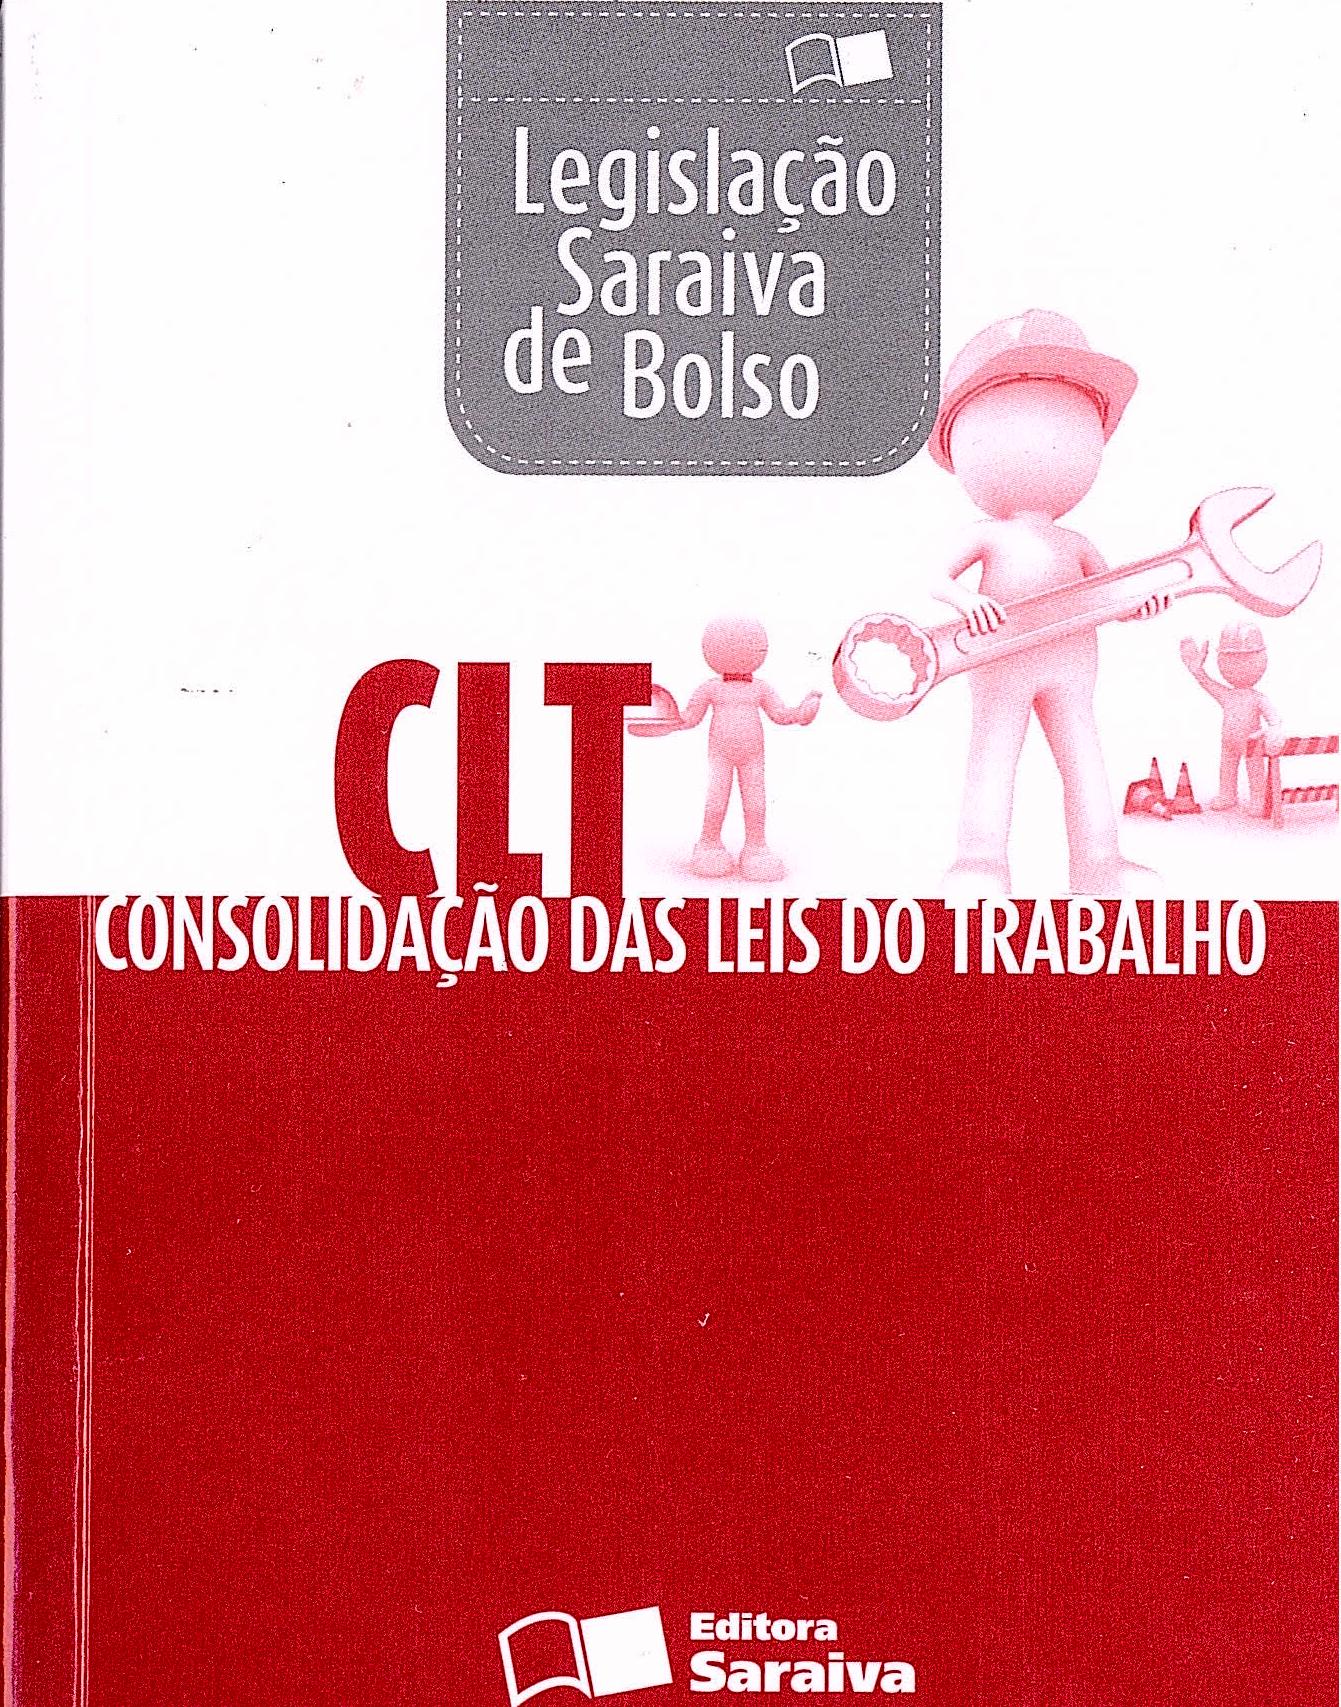 Legislação
Saraiva
de Bolso
CLT
CONSOLIDAÇÃO DAS LEIS DO TRABALHO
Editora
Saraiva